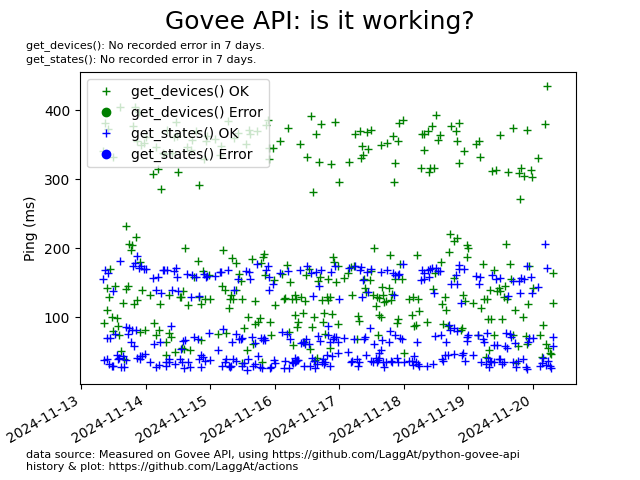 Govee API: is it working?
get_devices(): No recorded error in 7 days.
get_states(): No recorded error in 7 days.
get_devices() OK
get_devices() Error
get_states() OK
get_states() Error
Ping (ms)
400
300
200
100
2024-11-13
2024-11-14
2024-11-15
2024-11-16
2024-11-17
2024-11-18
2024-11-19
2024-11-20
data source: Measured on Govee API, using https://github.com/LaggAt/python-govee-api
history & plot: https://github.com/LaggAt/actions